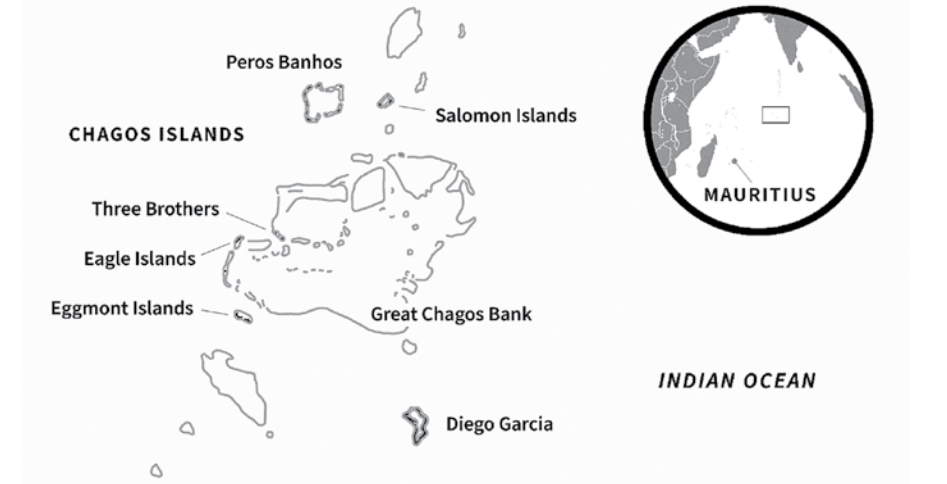 Peros Banhos
Salomon Islands
CHAGOS ISLANDS
MAURITIUS
Three Brothers
Eagle Islands
Eggmont Islands
Great Chagos Bank
INDIAN OCEAN
Diego Garcia